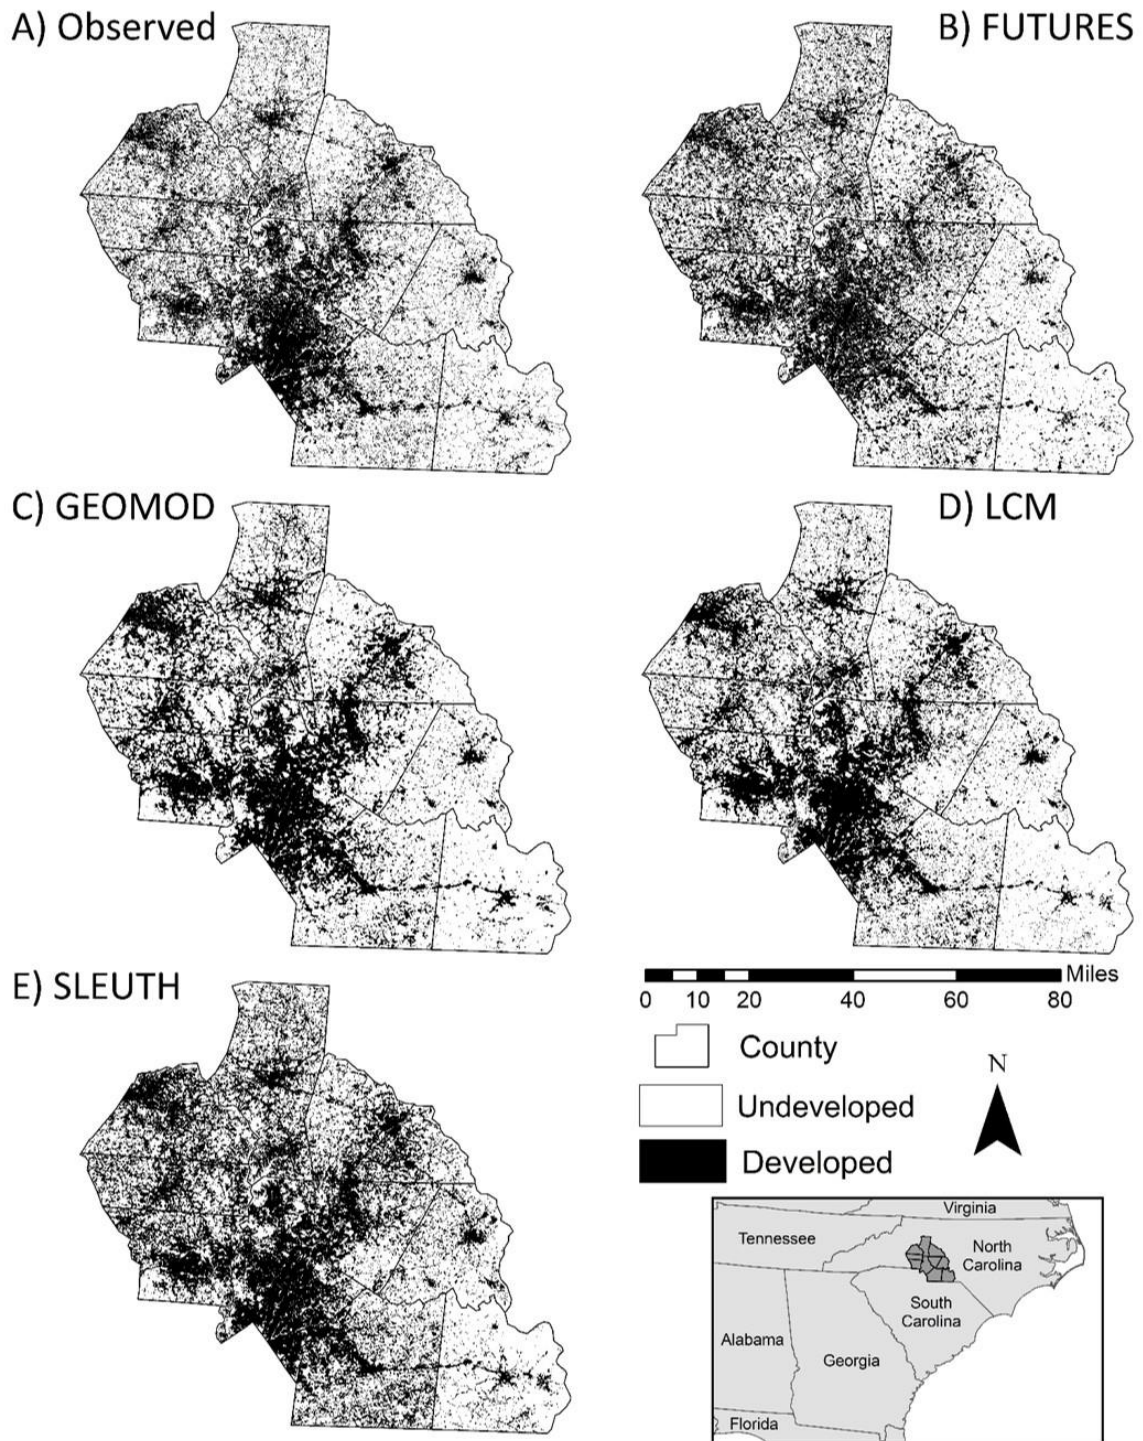 A) Observed
B) FUTURES
C) GEOMOD
D) LCM
E) SLEUTH
Miles
0 10 20 40 60 80
County
Undeveloped
Developed
N
Virginia
Tennessee
North
Carolina
South
Carolina
Alabama
Georgia
Florida